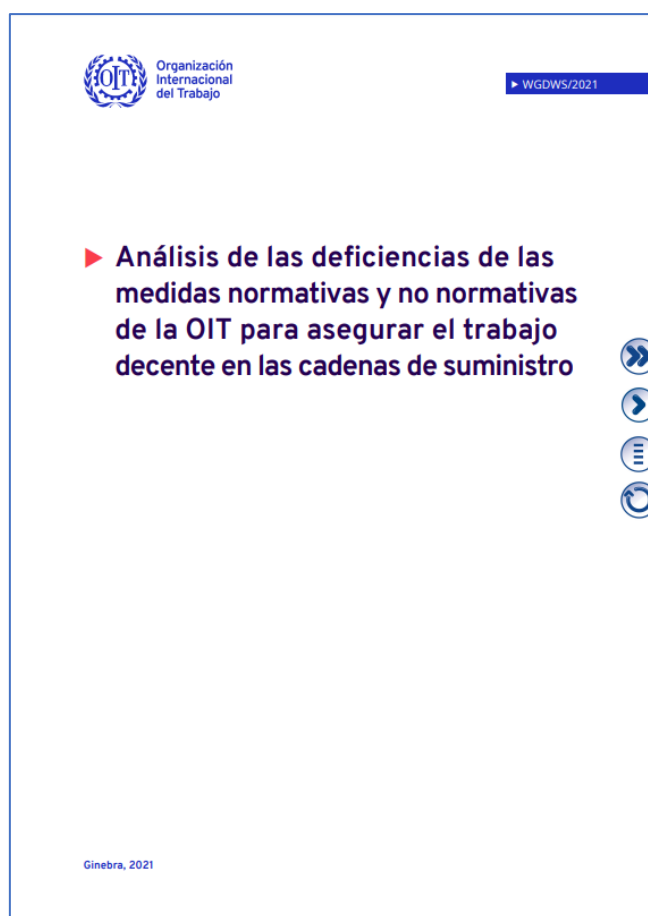 OIT
Organización
Internacional
del Trabajo
WGDWS/2021
Análisis de las deficiencias de las
medidas normativas y no normativas
de la OIT para asegurar el trabajo
decente en las cadenas de suministro
Ginebra, 2021